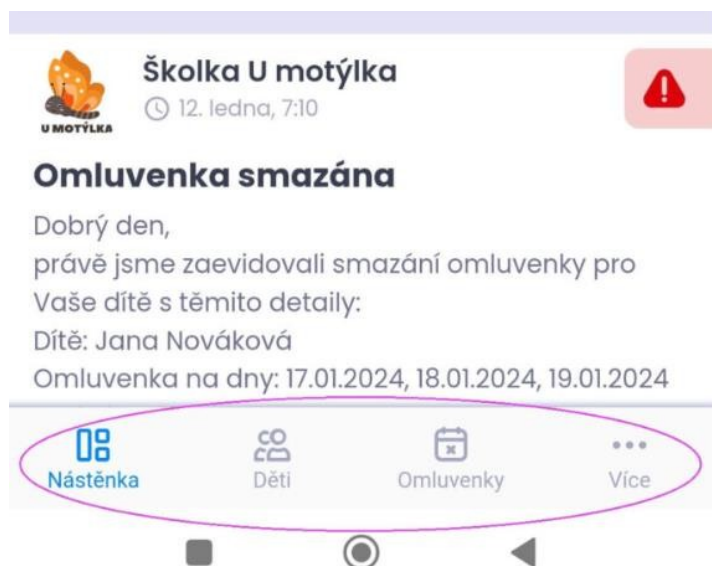 Školka U motýlka
12. ledna, 7:10
U MOTÝLKA
Omluvenka smazána
Dobrý den,
právě jsme zaevidovali smazání omluvenky pro
Vaše dítě s těmito detaily:
Dítě: Jana Nováková
Omluvenka na dny: 17.01.2024, 18.01.2024, 19.01.2024
Nástěnka Děti Omluvenky Více